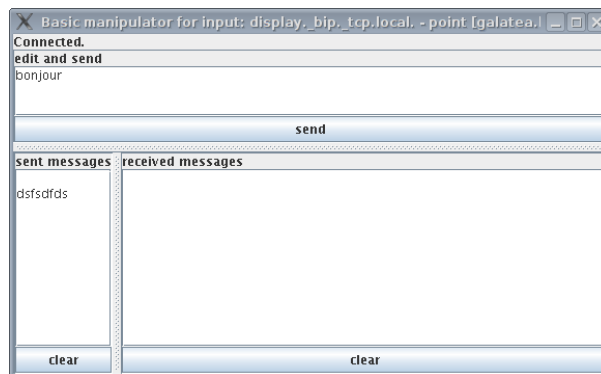 Basic manipulator for input: display._bip._tcp.local. - point [galatea.
Connected.
edit and send
bonjour
send
sent messages
received messages
dsfsdfds
clear
clear